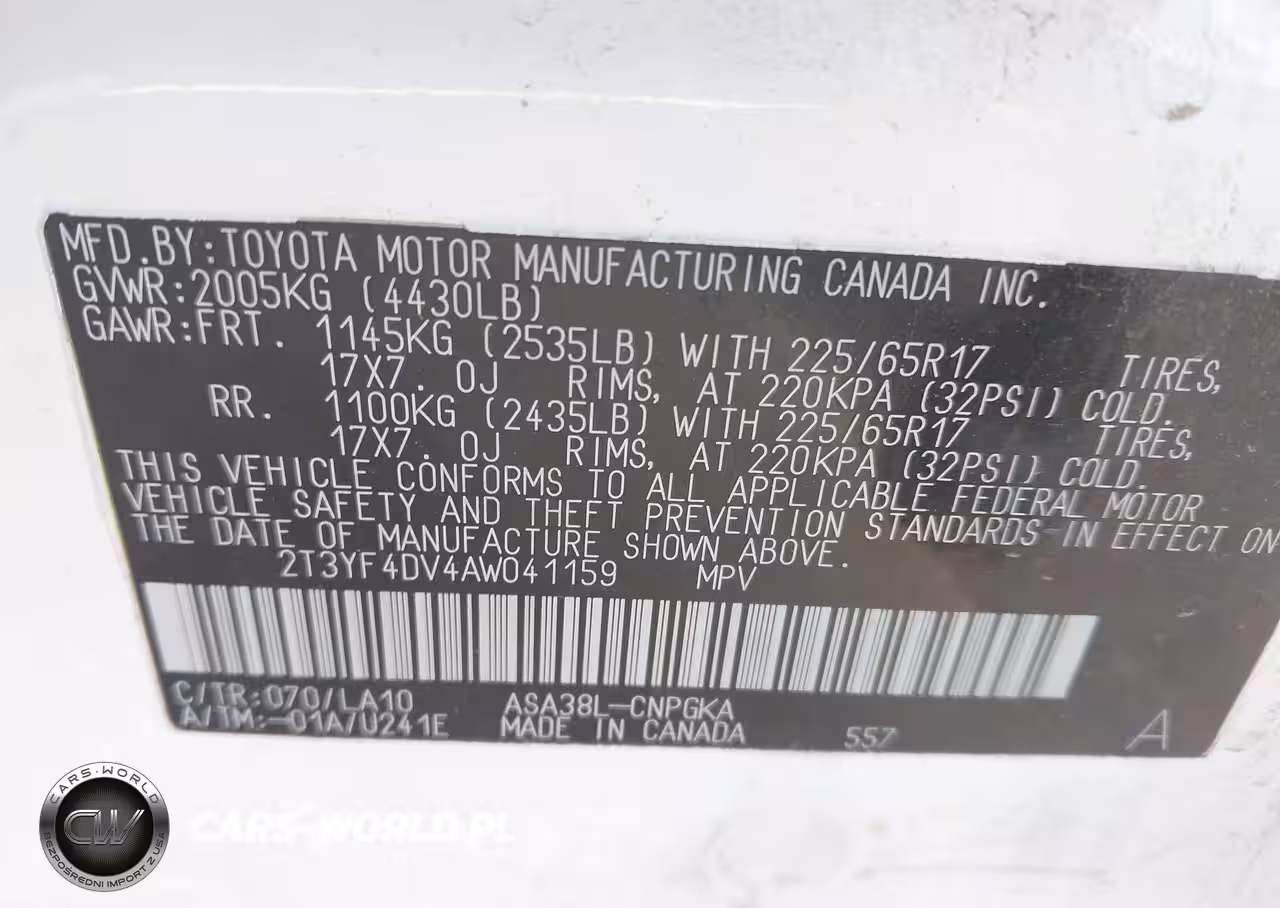 MFD.BY:TOYOTA MOTOR MANUFACTURING CANADA INC.
GVWR:2005KG (4430LB)
GAWR:FRT. 1145KG (2535LB) WITH 225/65R17 TIRES,
17X7.0J RIMS, AT 220KPA (32PSI) COLD.
RR. 1100KG (2435LB) WITH 225/65R17 TIRES,
17X7.0J RIMS, AT 220KPA (32PSI) COLD.
THIS VEHICLE CONFORMS TO ALL APPLICABLE FEDERAL MOTOR
VEHICLE SAFETY AND THEFT PREVENTION STANDARDS IN EFFECT ON
THE DATE OF MANUFACTURE SHOWN ABOVE.
2T3YF4DV4AW041159 MPV
C/TR:070/LA10 ASA38L-CNPGKA
A/TM:-01A/U241E MADE IN CANADA 557 A
CARS-WORLD
CW
BEZPOŚREDNI IMPORT Z USA
CARS-WORLD.PL